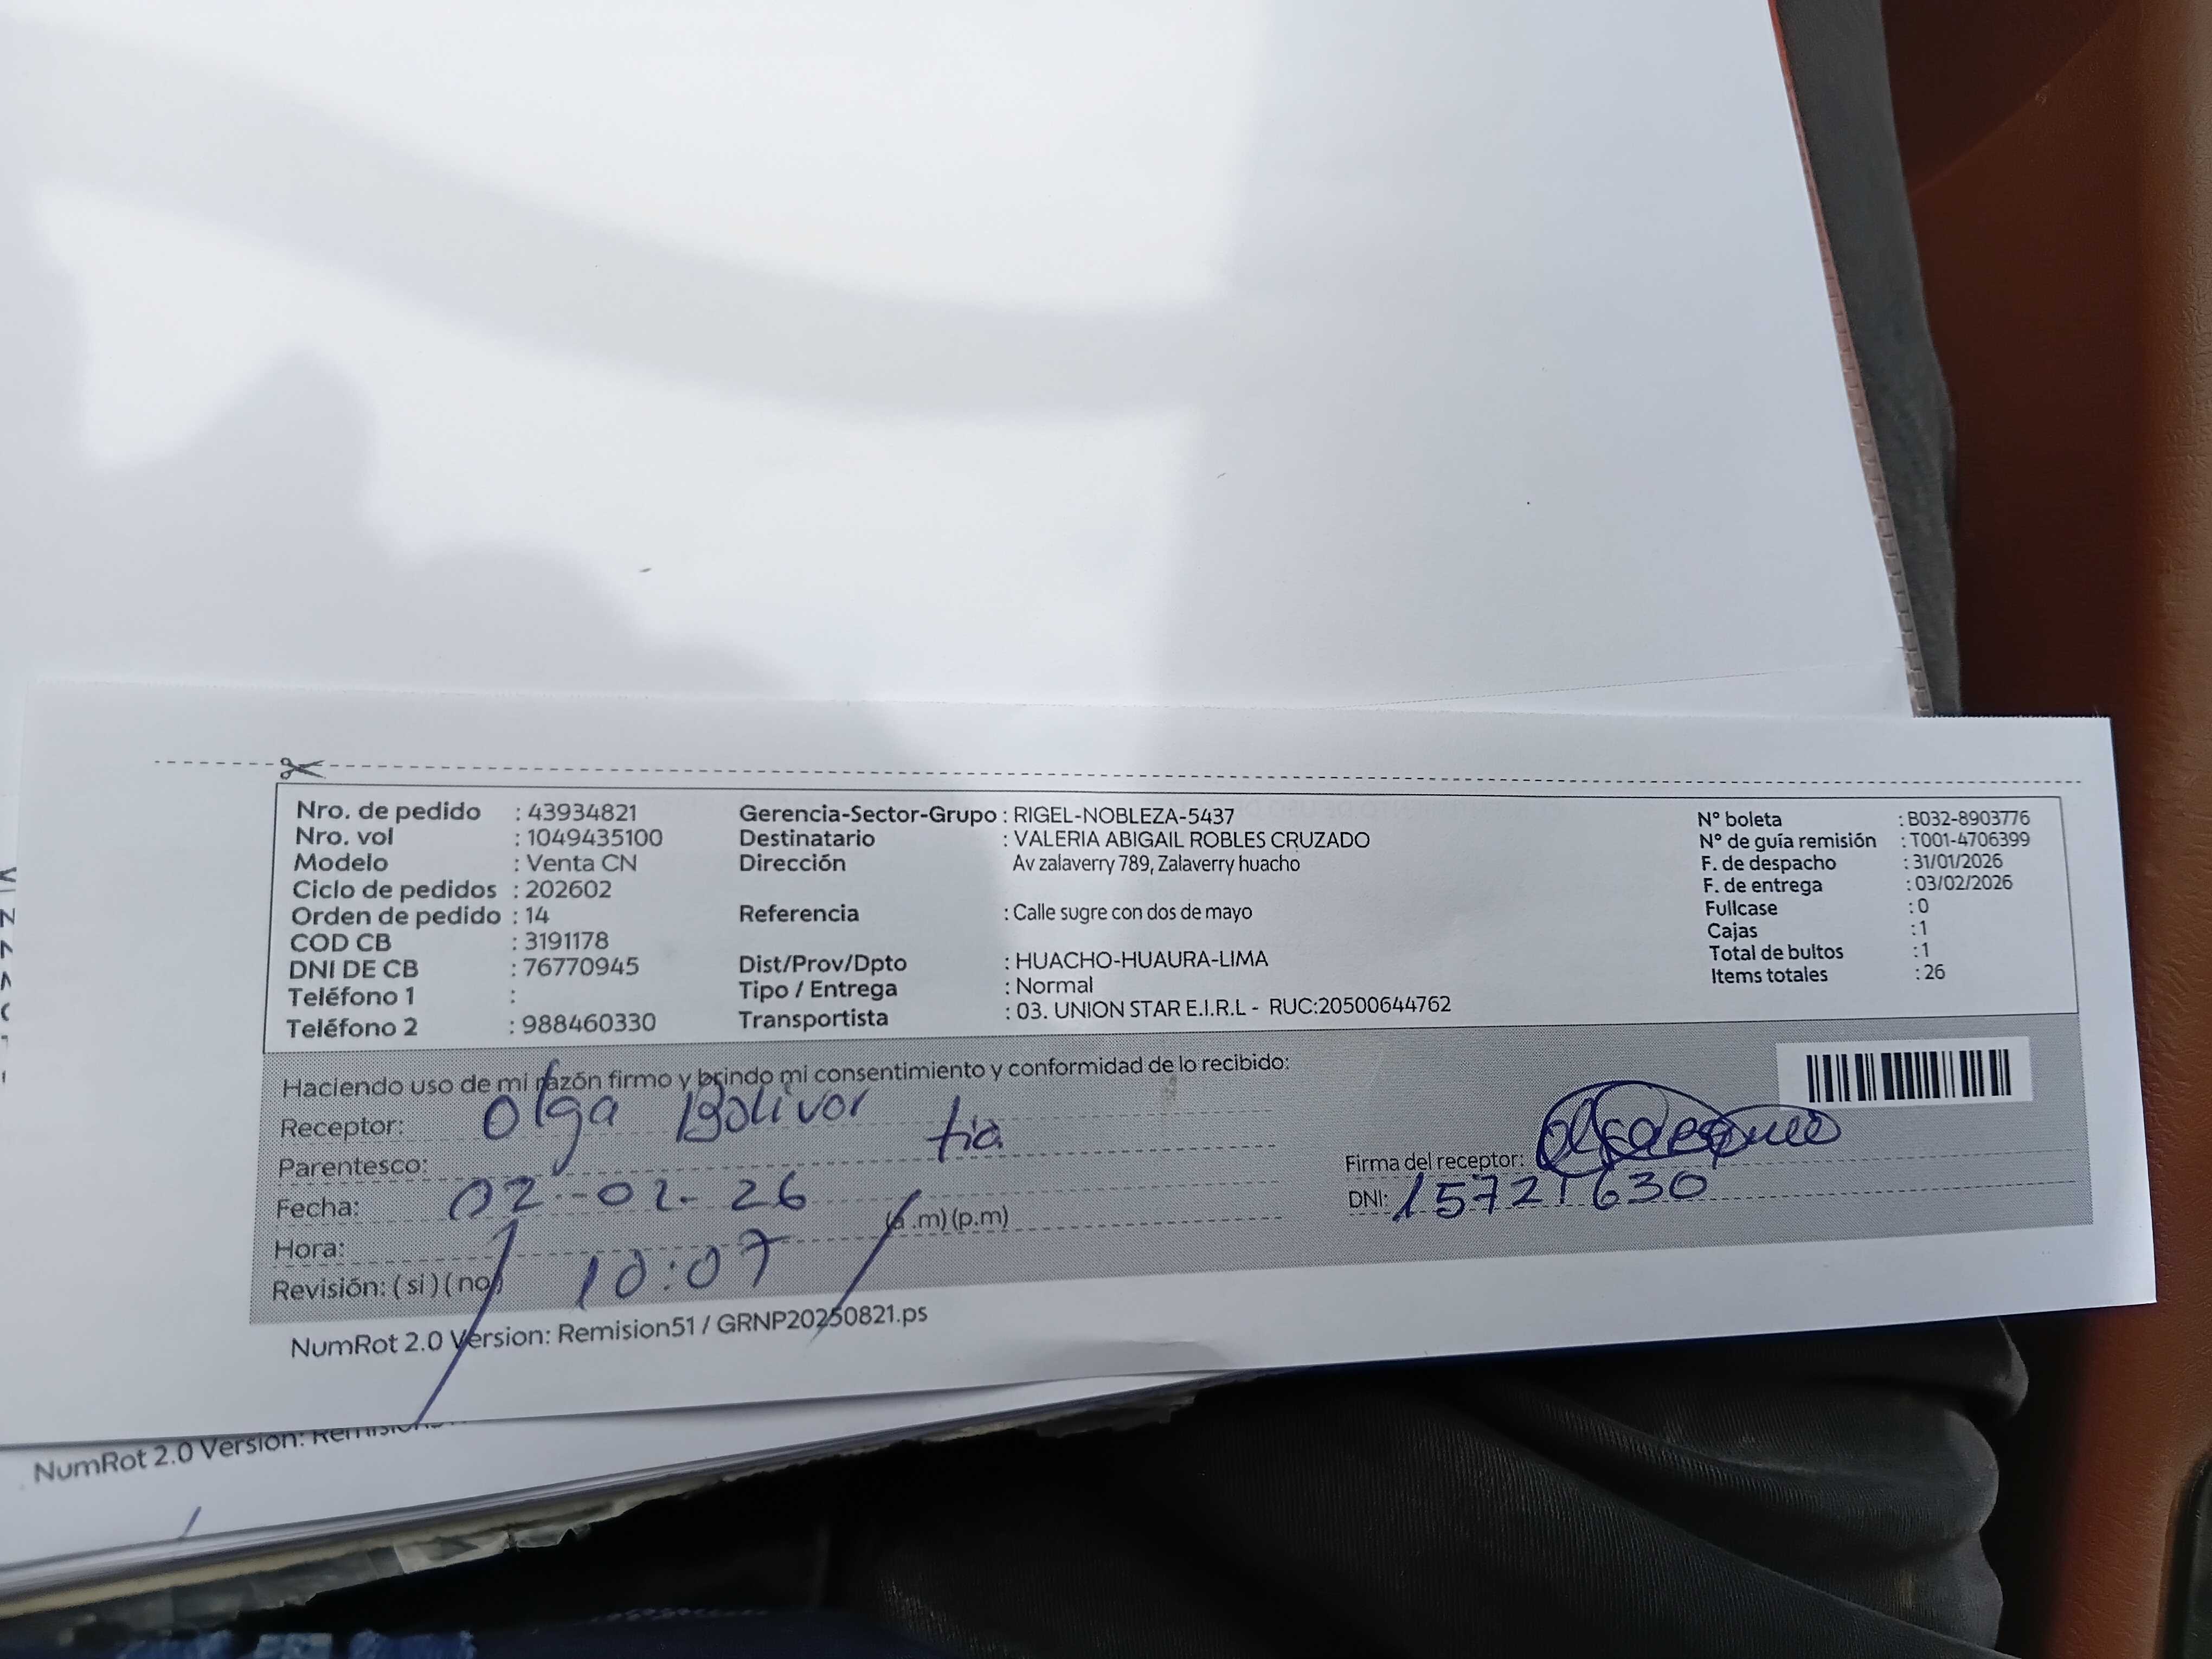 Nro. de pedido : 43934821
Nro. vol : 1049435100
Modelo : Venta CN
Ciclo de pedidos : 202602
Orden de pedido : 14
COD CB : 3191178
DNI DE CB : 76770945
Teléfono 1 :
Teléfono 2 : 988460330
Gerencia-Sector-Grupo : RIGEL-NOBLEZA-5437
Destinatario : VALERIA ABIGAIL ROBLES CRUZADO
Dirección Av zalaverry 789, Zalaverry huacho
Referencia : Calle sugre con dos de mayo
Dist/Prov/Dpto : HUACHO-HUAURA-LIMA
Tipo / Entrega : Normal
Transportista : 03. UNION STAR E.I.R.L - RUC:20500644762
N° boleta : B032-8903776
N° de guía remisión : T001-4706399
F. de despacho : 31/01/2026
F. de entrega : 03/02/2026
Fullcase : 0
Cajas : 1
Total de bultos : 1
Items totales : 26
Haciendo uso de mi razón firmo y brindo mi consentimiento y conformidad de lo recibido:
Receptor: Olga Bolivar
Parentesco: tia
Fecha: 02-02-26
Hora: 10:07 (a .m) (p.m)
Revisión: ( si ) ( no )
Firma del receptor:
DNI: 15721630
NumRot 2.0 Version: Remision51 / GRNP20250821.ps
NumRot 2.0 Version: